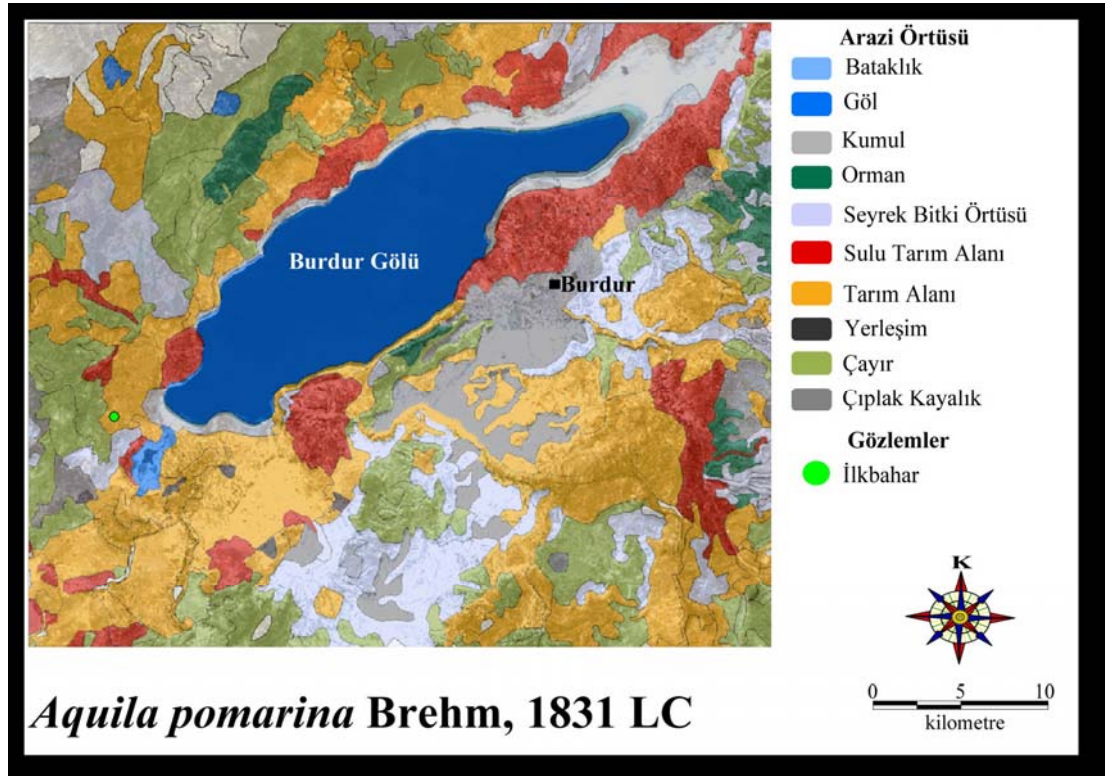 Arazi Örtüsü
Bataklık
Göl
Kumul
Orman
Seyrek Bitki Örtüsü
Sulu Tarım Alanı
Tarım Alanı
Yerleşim
Çayır
Çıplak Kayalık
Gözlemler
İlkbahar
Burdur Gölü
Burdur
K
0 5 10
kilometre
Aquila pomarina Brehm, 1831 LC